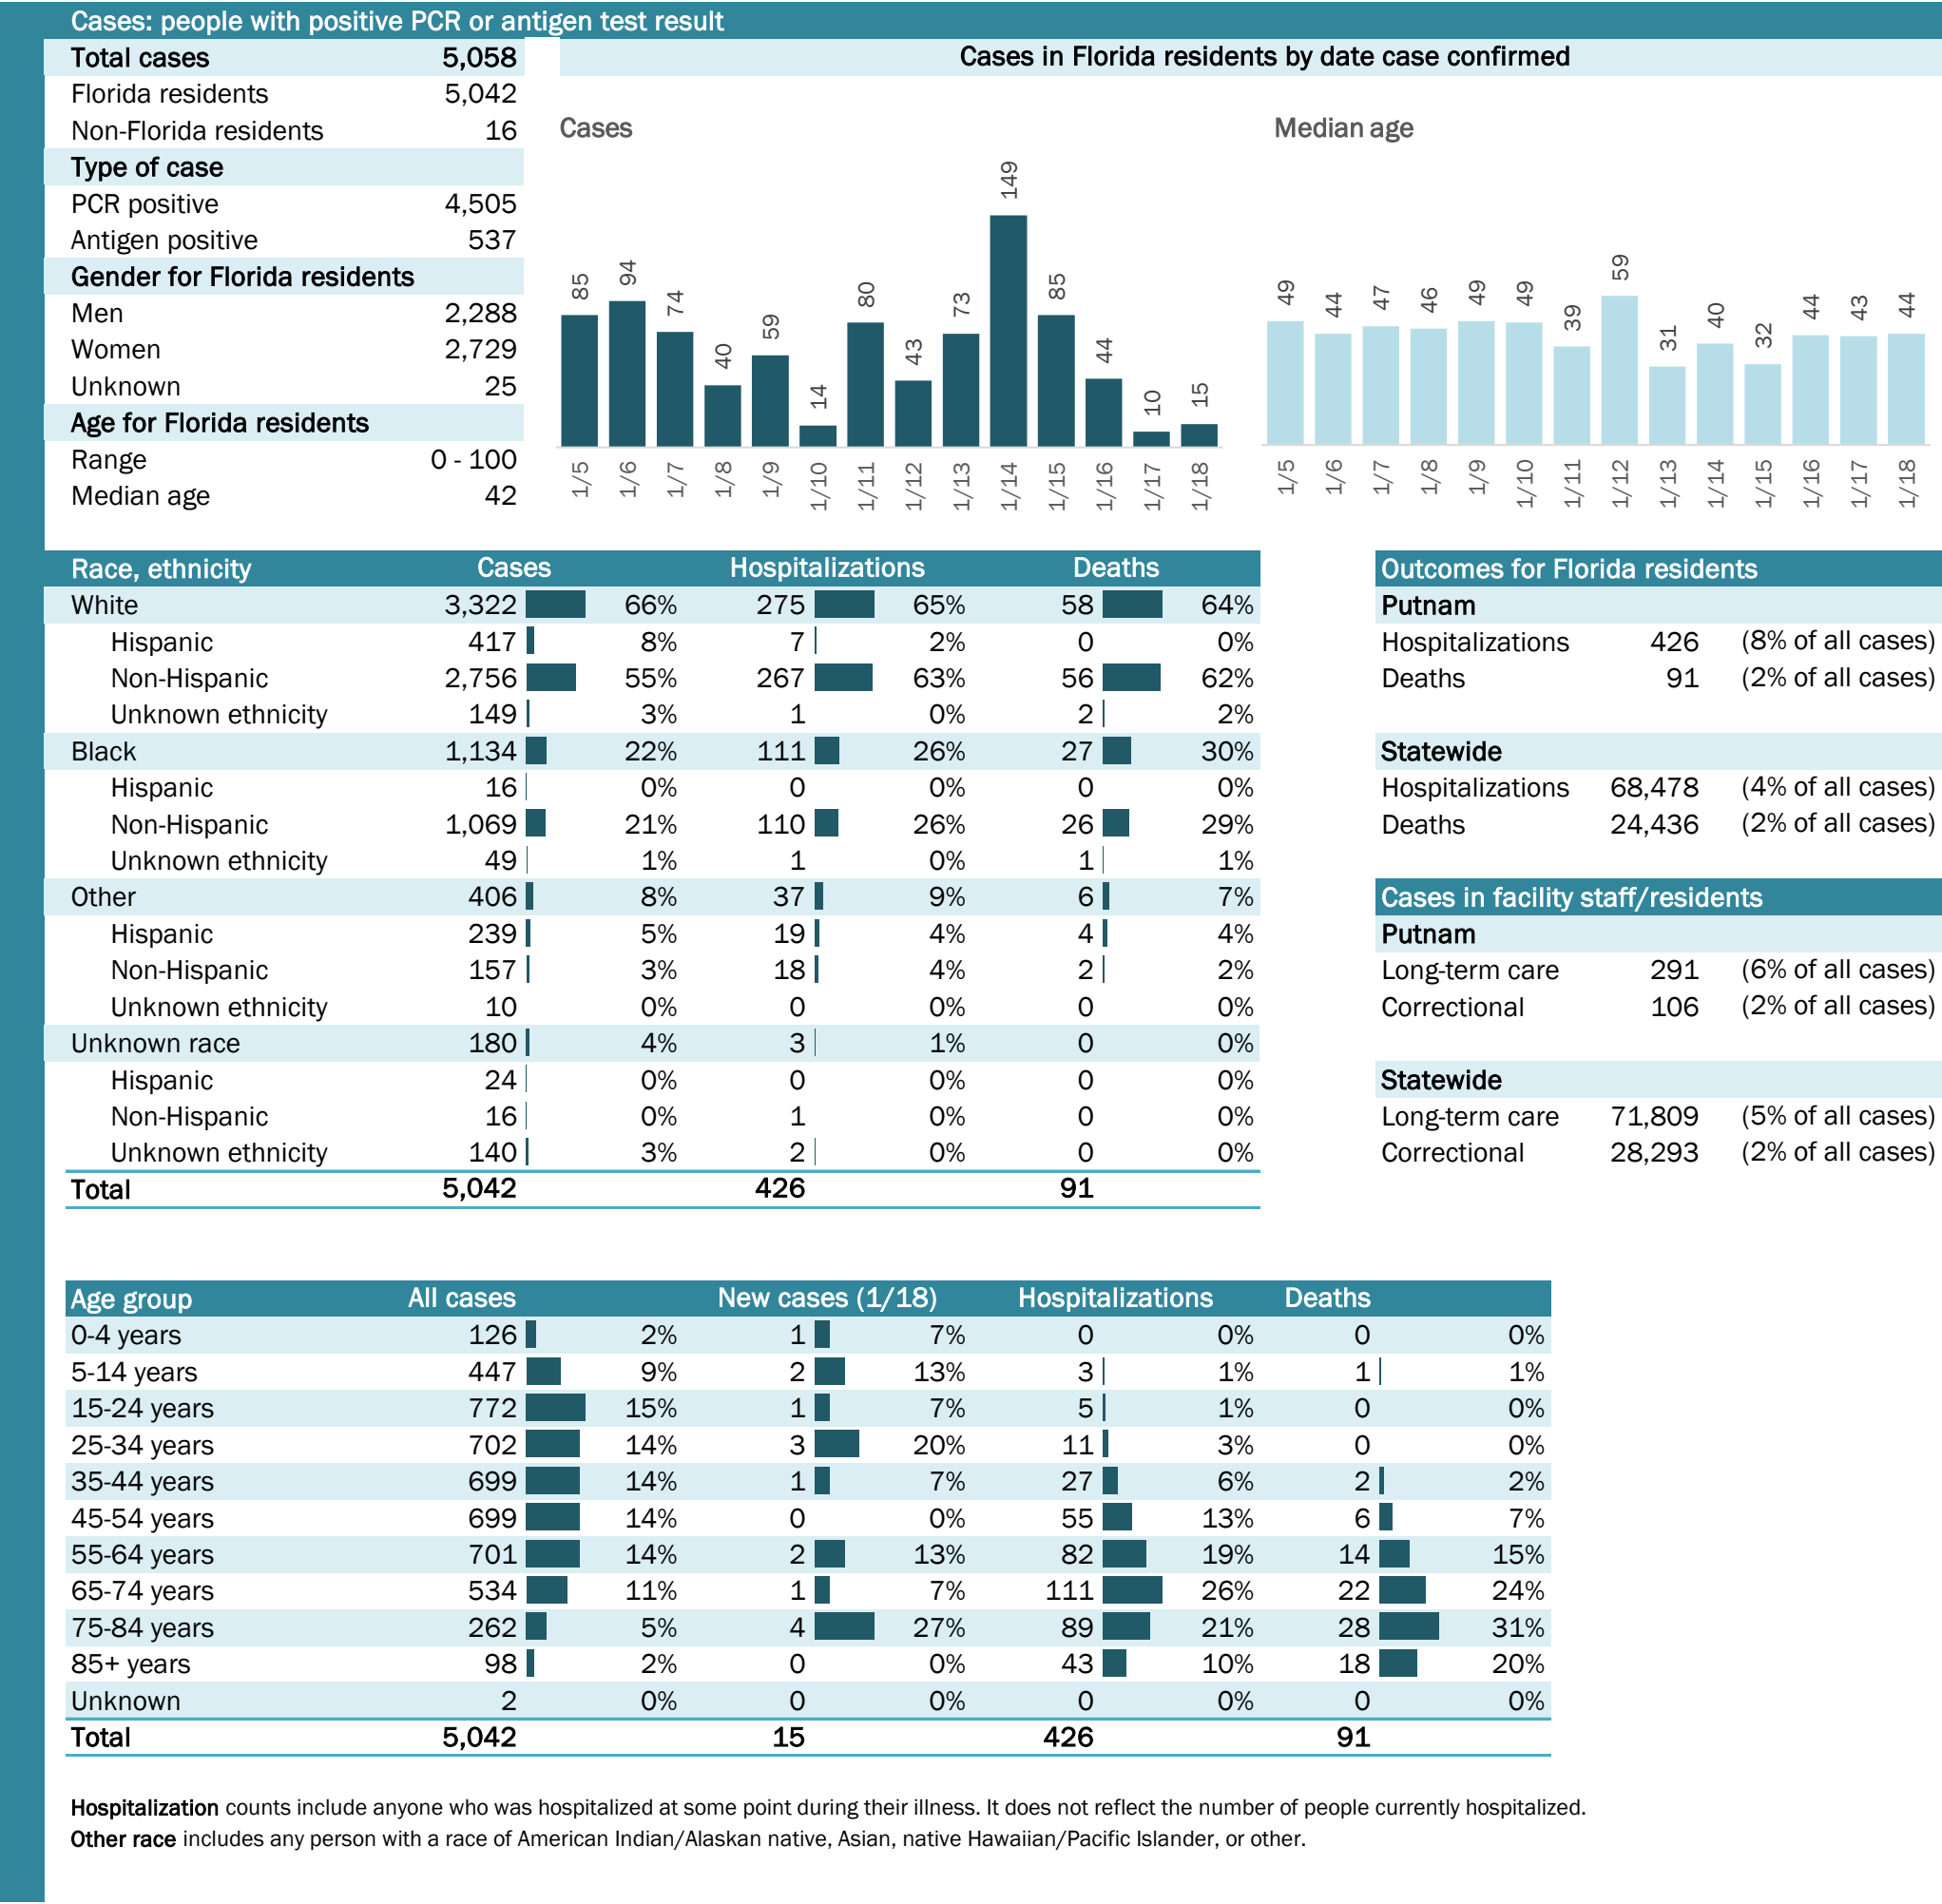 Cases: people with positive PCR or antigen test result
Total cases 5,058
Florida residents 5,042
Non-Florida residents 16
Type of case
PCR positive 4,505
Antigen positive 537
Gender for Florida residents
Men 2,288
Women 2,729
Unknown 25
Age for Florida residents
Range 0 - 100
Median age 42
Cases in Florida residents by date case confirmed
Cases
85 94 74 40 59 14 80 43 73 149 85 44 10 15
1/5 1/6 1/7 1/8 1/9 1/10 1/11 1/12 1/13 1/14 1/15 1/16 1/17 1/18
Median age
49 44 47 46 49 49 39 59 31 40 32 44 43 44
1/5 1/6 1/7 1/8 1/9 1/10 1/11 1/12 1/13 1/14 1/15 1/16 1/17 1/18
Race, ethnicity Cases Hospitalizations Deaths
White 3,322 66% 275 65% 58 64%
Hispanic 417 8% 7 2% 0 0%
Non-Hispanic 2,756 55% 267 63% 56 62%
Unknown ethnicity 149 3% 1 0% 2 2%
Black 1,134 22% 111 26% 27 30%
Hispanic 16 0% 0 0% 0 0%
Non-Hispanic 1,069 21% 110 26% 26 29%
Unknown ethnicity 49 1% 1 0% 1 1%
Other 406 8% 37 9% 6 7%
Hispanic 239 5% 19 4% 4 4%
Non-Hispanic 157 3% 18 4% 2 2%
Unknown ethnicity 10 0% 0 0% 0 0%
Unknown race 180 4% 3 1% 0 0%
Hispanic 24 0% 0 0% 0 0%
Non-Hispanic 16 0% 1 0% 0 0%
Unknown ethnicity 140 3% 2 0% 0 0%
Total 5,042 426 91
Outcomes for Florida residents
Putnam
Hospitalizations 426 (8% of all cases)
Deaths 91 (2% of all cases)
Statewide
Hospitalizations 68,478 (4% of all cases)
Deaths 24,436 (2% of all cases)
Cases in facility staff/residents
Putnam
Long-term care 291 (6% of all cases)
Correctional 106 (2% of all cases)
Statewide
Long-term care 71,809 (5% of all cases)
Correctional 28,293 (2% of all cases)
Age group All cases New cases (1/18) Hospitalizations Deaths
0-4 years 126 2% 1 7% 0 0% 0 0%
5-14 years 447 9% 2 13% 3 1% 1 1%
15-24 years 772 15% 1 7% 5 1% 0 0%
25-34 years 702 14% 3 20% 11 3% 0 0%
35-44 years 699 14% 1 7% 27 6% 2 2%
45-54 years 699 14% 0 0% 55 13% 6 7%
55-64 years 701 14% 2 13% 82 19% 14 15%
65-74 years 534 11% 1 7% 111 26% 22 24%
75-84 years 262 5% 4 27% 89 21% 28 31%
85+ years 98 2% 0 0% 43 10% 18 20%
Unknown 2 0% 0 0% 0 0% 0 0%
Total 5,042 15 426 91
Hospitalization counts include anyone who was hospitalized at some point during their illness. It does not reflect the number of people currently hospitalized.
Other race includes any person with a race of American Indian/Alaskan native, Asian, native Hawaiian/Pacific Islander, or other.